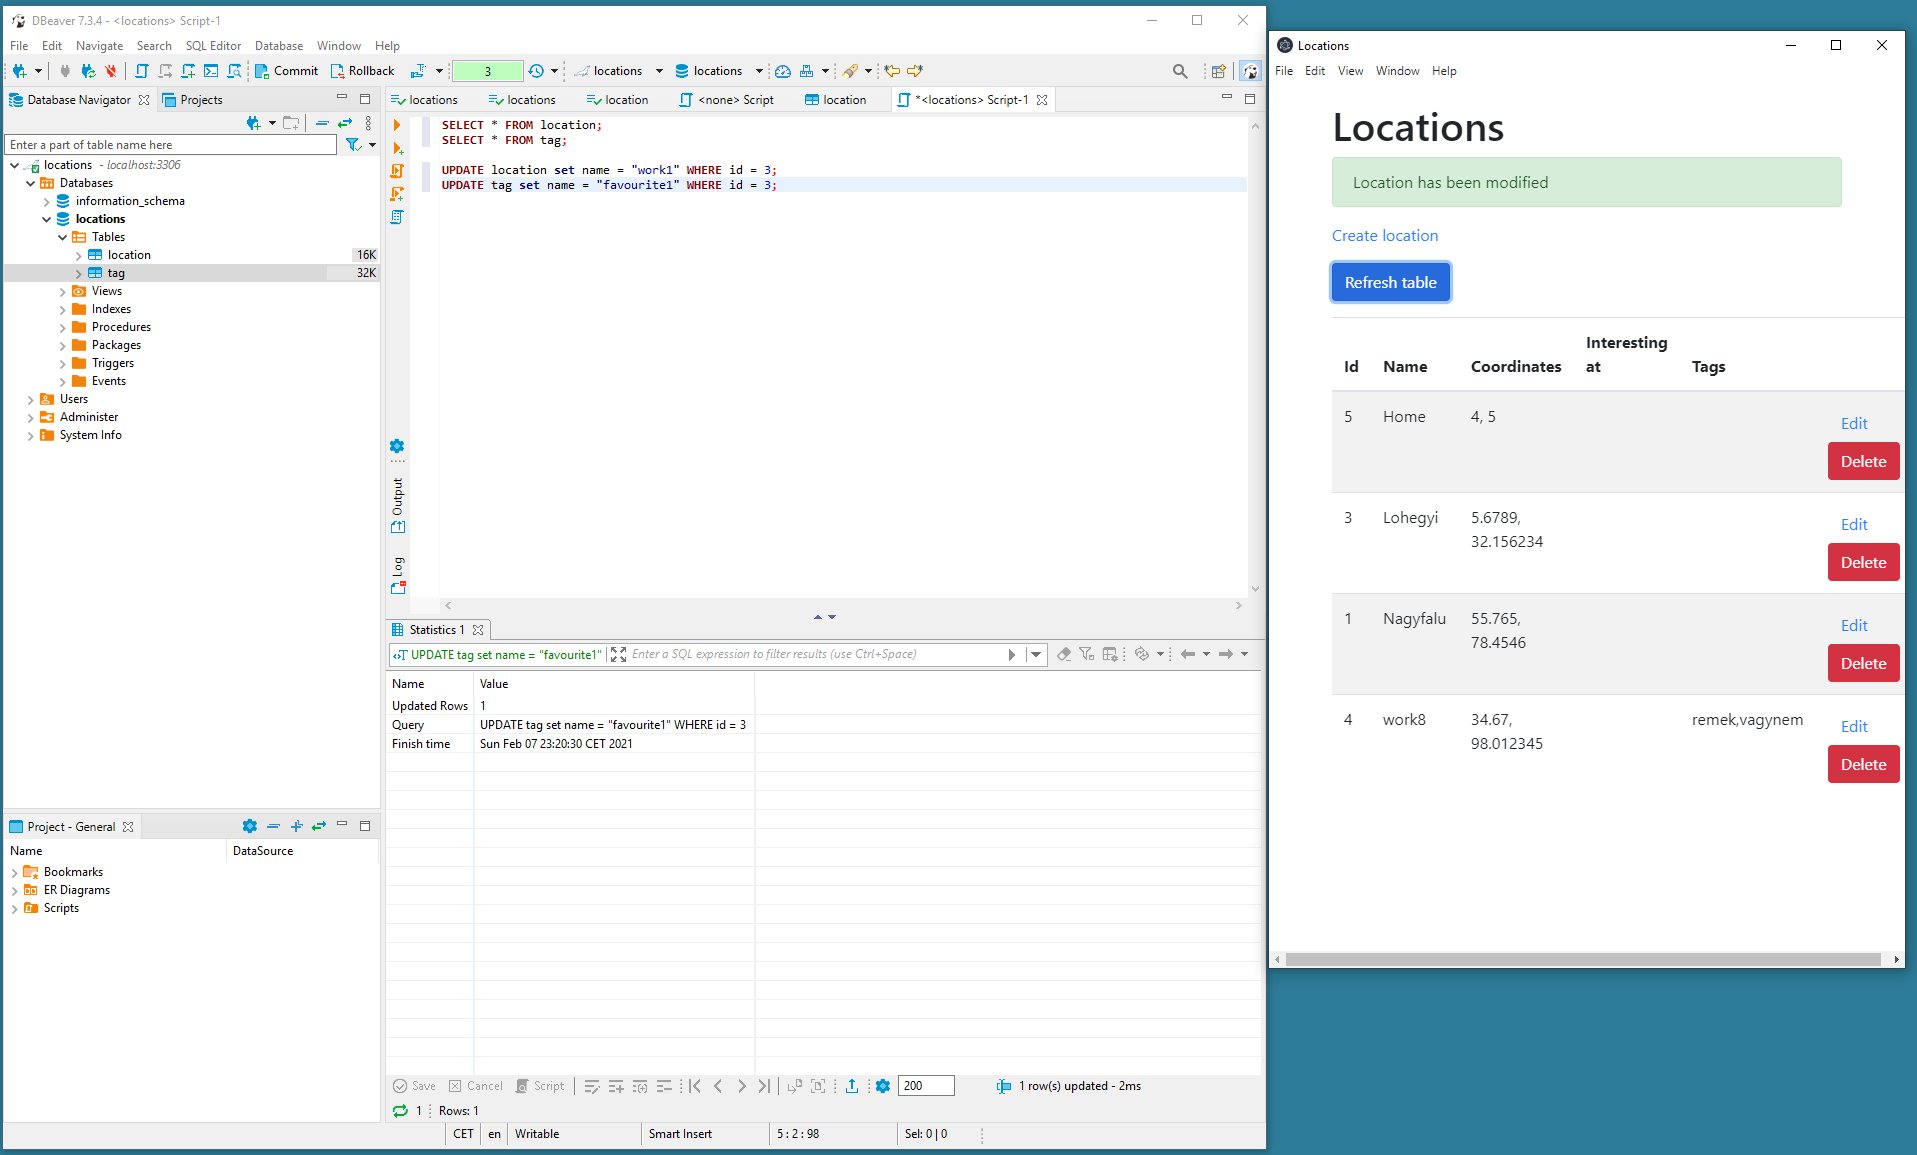 DBeaver 7.3.4 - <locations> Script-1
File Edit Navigate Search SQL Editor Database Window Help
Commit Rollback 3 locations locations
Database Navigator Projects
Enter a part of table name here
locations - localhost:3306
Databases
information_schema
locations
Tables
location 16K
tag 32K
Views
Indexes
Procedures
Packages
Triggers
Events
Users
Administer
System Info
Project - General
Name DataSource
Bookmarks
ER Diagrams
Scripts
locations locations location <none> Script location *<locations> Script-1
SELECT * FROM location;
SELECT * FROM tag;
UPDATE location set name = "work1" WHERE id = 3;
UPDATE tag set name = "favourite1" WHERE id = 3;
Output
Log
Statistics 1
UPDATE tag set name = "favourite1" Enter a SQL expression to filter results (use Ctrl+Space)
Name Value
Updated Rows 1
Query UPDATE tag set name = "favourite1" WHERE id = 3
Finish time Sun Feb 07 23:20:30 CET 2021
Save Cancel Script 200 1 row(s) updated - 2ms
1 Rows: 1
CET en Writable Smart Insert 5 : 2 : 98 Sel: 0 | 0
Locations
File Edit View Window Help
Locations
Location has been modified
Create location
Refresh table
Id Name Coordinates Interesting at Tags
5 Home 4, 5 Edit
Delete
3 Lohegyi 5.6789, Edit
32.156234 Delete
1 Nagyfalu 55.765, Edit
78.4546 Delete
4 work8 34.67, remek,vagynem Edit
98.012345 Delete